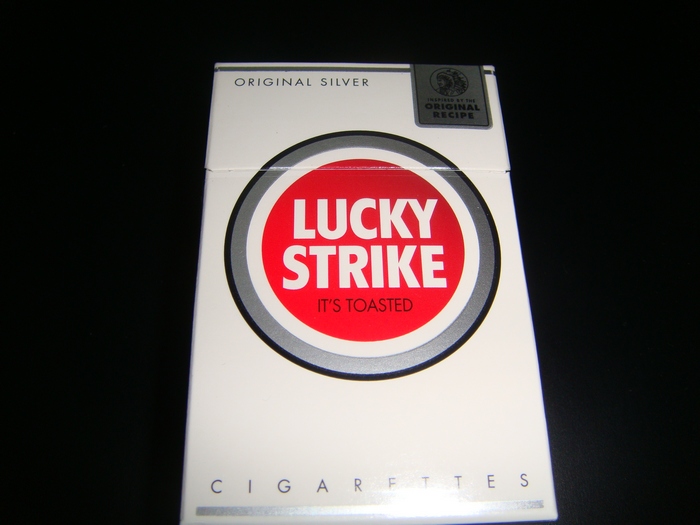 ORIGINAL SILVER
INSPIRED BY THE
ORIGINAL
RECIPE
LUCKY
STRIKE
IT'S TOASTED
CIGARETTES